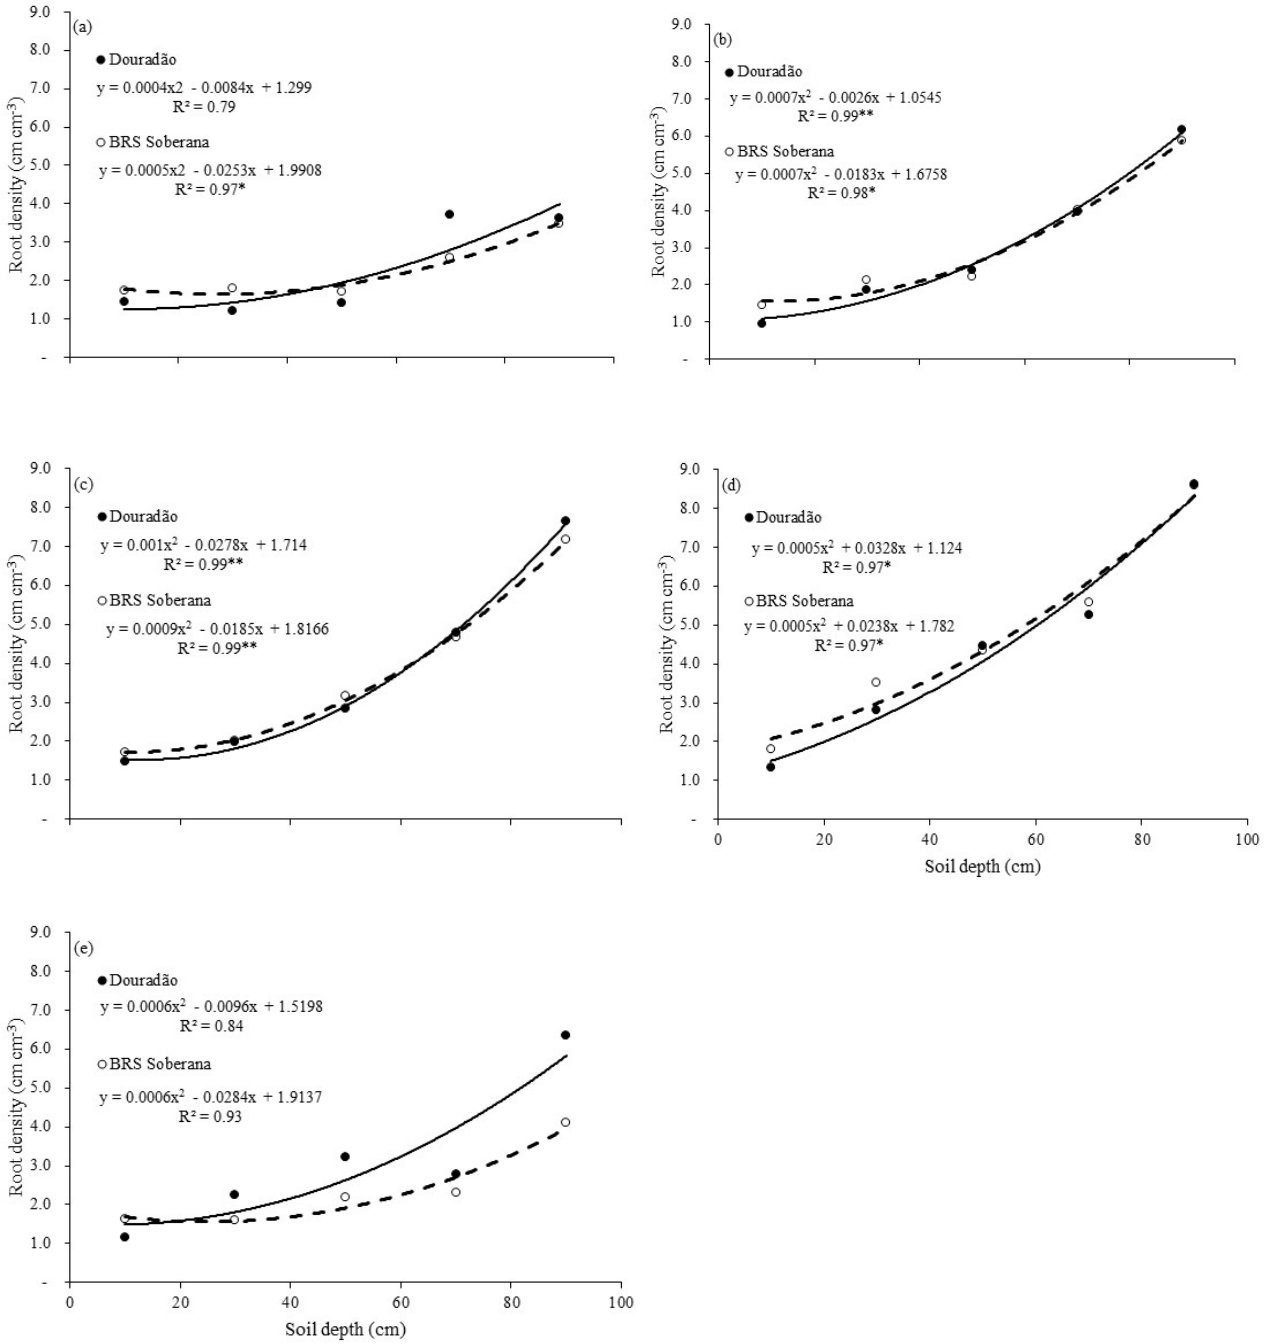 (a)
9.0
8.0
7.0
6.0
5.0
4.0
3.0
2.0
1.0
-
Root density (cm cm-3)
Douradão
y = 0.0004x2 - 0.0084x + 1.299
R² = 0.79
BRS Soberana
y = 0.0005x2 - 0.0253x + 1.9908
R² = 0.97*
(b)
9.0
8.0
7.0
6.0
5.0
4.0
3.0
2.0
1.0
-
Root density (cm cm-3)
Douradão
y = 0.0007x² - 0.0026x + 1.0545
R² = 0.99**
BRS Soberana
y = 0.0007x² - 0.0183x + 1.6758
R² = 0.98*
(c)
9.0
8.0
7.0
6.0
5.0
4.0
3.0
2.0
1.0
-
Root density (cm cm-3)
Douradão
y = 0.001x² - 0.0278x + 1.714
R² = 0.99**
BRS Soberana
y = 0.0009x² - 0.0185x + 1.8166
R² = 0.99**
(d)
9.0
8.0
7.0
6.0
5.0
4.0
3.0
2.0
1.0
-
Root density (cm cm-3)
Douradão
y = 0.0005x² + 0.0328x + 1.124
R² = 0.97*
BRS Soberana
y = 0.0005x² + 0.0238x + 1.782
R² = 0.97*
0 20 40 60 80 100
Soil depth (cm)
(e)
9.0
8.0
7.0
6.0
5.0
4.0
3.0
2.0
1.0
-
Root density (cm cm-3)
Douradão
y = 0.0006x² - 0.0096x + 1.5198
R² = 0.84
BRS Soberana
y = 0.0006x² - 0.0284x + 1.9137
R² = 0.93
0 20 40 60 80 100
Soil depth (cm)